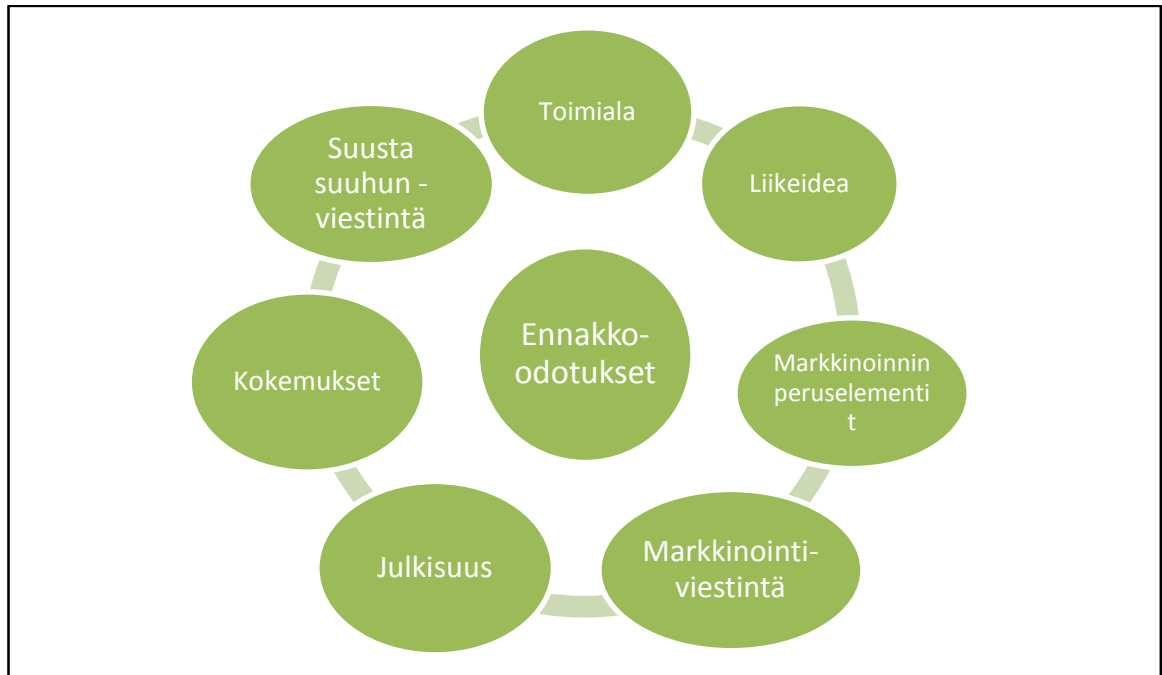 Toimiala
Liikeidea
Markkinoinnin
peruselementi
t
Markkinointi-
viestintä
Julkisuus
Kokemukset
Suusta
suuhun -
viestintä
Ennakko-
odotukset